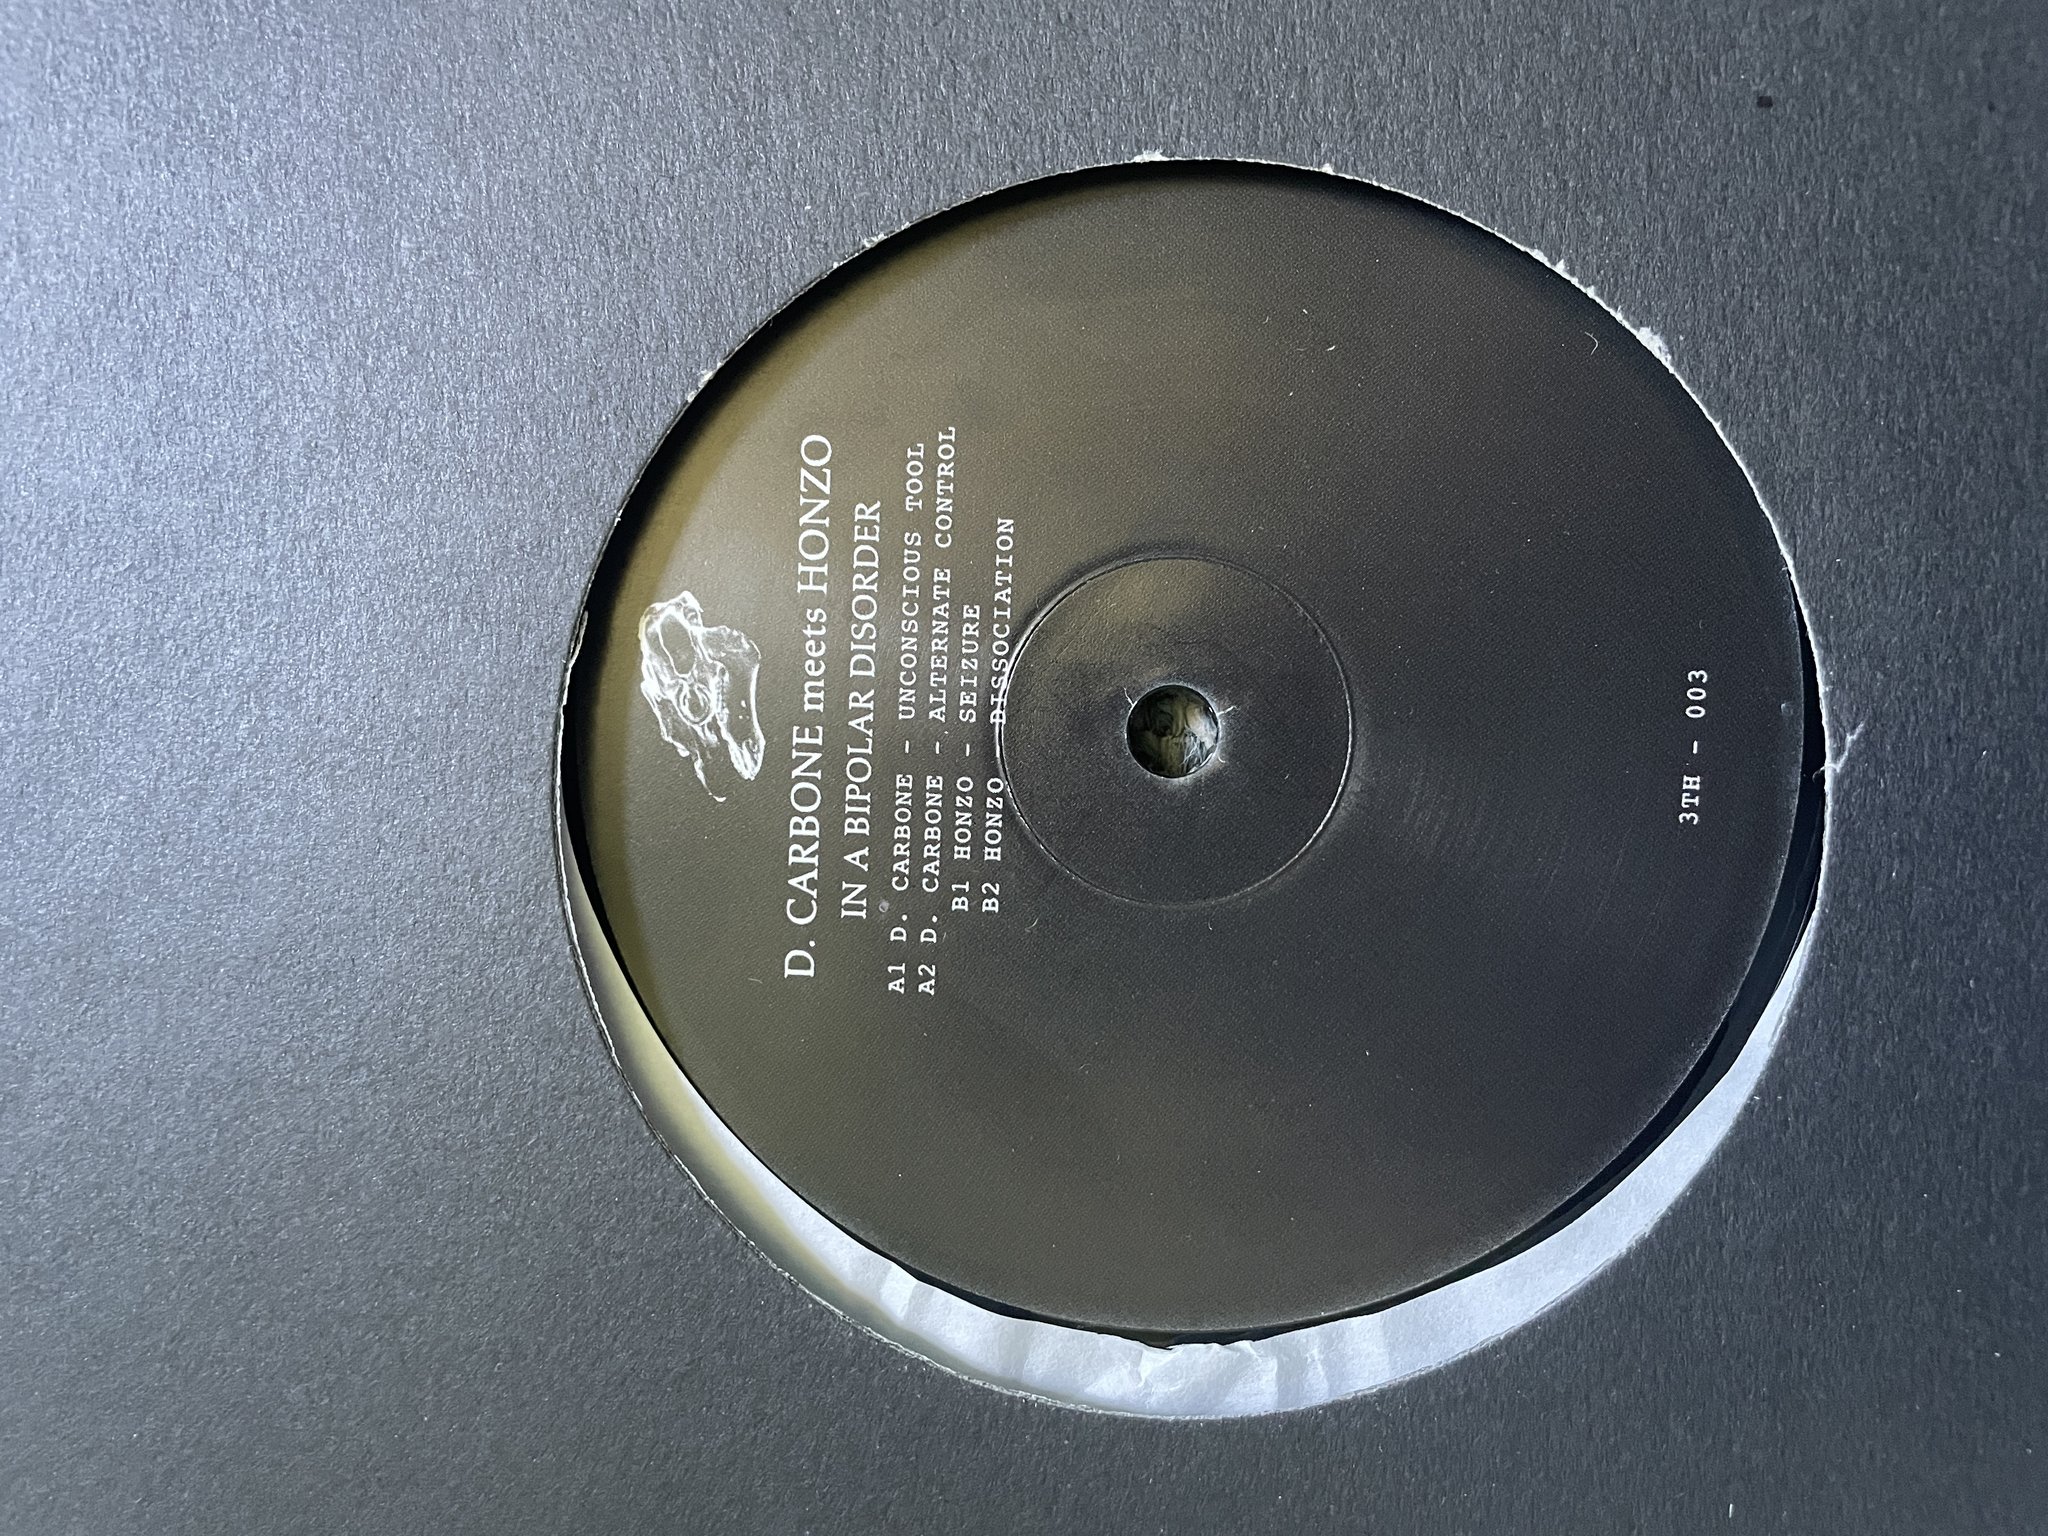 D. CARBONE meets HONZO
IN A BIPOLAR DISORDER
A1 D. CARBONE - UNCONSCIOUS TOOL
A2 D. CARBONE - ALTERNATE CONTROL
B1 HONZO - SEIZURE
B2 HONZO DISSOCIATION
3TH - 003